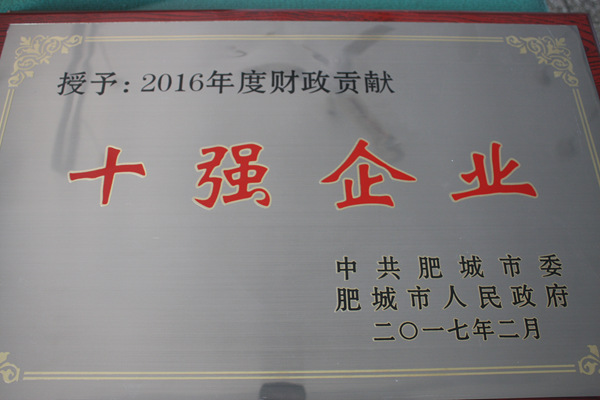 授予：2016年度财政贡献
十强企业
中共肥城市委
肥城市人民政府
二〇一七年二月